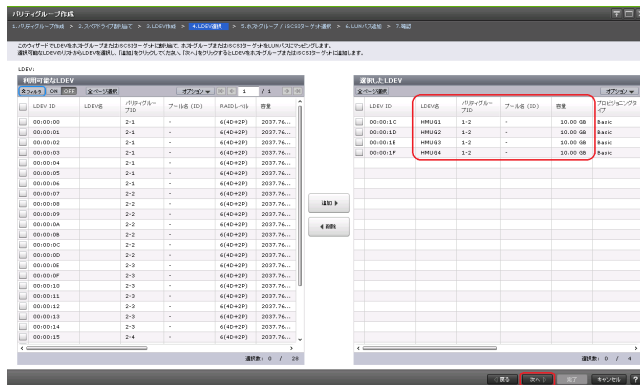 パリティグループ作成
1.パリティグループ作成 > 2.スペアドライブ割り当て > 3.LDEV作成 > 4.LDEV選択 > 5.ホストグループ / iSCSIターゲット選択 > 6.LUNパス追加 > 7.確認
このウィザードでLDEVをホストグループまたはiSCSIターゲットに割り当て、ホストグループまたはiSCSIターゲットをLUNパスにマッピングします。
選択可能なLDEVのリストからLDEVを選択し、「追加」をクリックしてください。「次へ」をクリックするとLDEVをホストグループまたはiSCSIターゲットに追加します。
LDEV:
利用可能なLDEV
フィルタ ON OFF 全ページ選択 オプション 1 / 1
LDEV ID LDEV名 パリティグループID プール名 (ID) RAIDレベル 容量
00:00:00 2-1 - 6(4D+2P) 2037.76...
00:00:01 2-1 - 6(4D+2P) 2037.76...
00:00:02 2-1 - 6(4D+2P) 2037.76...
00:00:03 2-1 - 6(4D+2P) 2037.76...
00:00:04 2-1 - 6(4D+2P) 2037.76...
00:00:05 2-1 - 6(4D+2P) 2037.76...
00:00:06 2-1 - 6(4D+2P) 2037.76...
00:00:07 2-2 - 6(4D+2P) 2037.76...
00:00:08 2-2 - 6(4D+2P) 2037.76...
00:00:09 2-2 - 6(4D+2P) 2037.76...
00:00:0A 2-2 - 6(4D+2P) 2037.76...
00:00:0B 2-2 - 6(4D+2P) 2037.76...
00:00:0C 2-2 - 6(4D+2P) 2037.76...
00:00:0D 2-2 - 6(4D+2P) 2037.76...
00:00:0E 2-3 - 6(4D+2P) 2037.76...
00:00:0F 2-3 - 6(4D+2P) 2037.76...
00:00:10 2-3 - 6(4D+2P) 2037.76...
00:00:11 2-3 - 6(4D+2P) 2037.76...
00:00:12 2-3 - 6(4D+2P) 2037.76...
00:00:13 2-3 - 6(4D+2P) 2037.76...
00:00:14 2-3 - 6(4D+2P) 2037.76...
00:00:15 2-4 - 6(4D+2P) 2037.76...
選択数: 0 / 28
追加
削除
選択したLDEV
全ページ選択 オプション 1 / 1
LDEV ID LDEV名 パリティグループID プール名 (ID) 容量 プロビジョニングタイプ
00:00:1C HMUG1 1-2 - 10.00 GB Basic
00:00:1D HMUG2 1-2 - 10.00 GB Basic
00:00:1E HMUG3 1-2 - 10.00 GB Basic
00:00:1F HMUG4 1-2 - 10.00 GB Basic
選択数: 0 / 4
戻る 次へ 完了 キャンセル ?